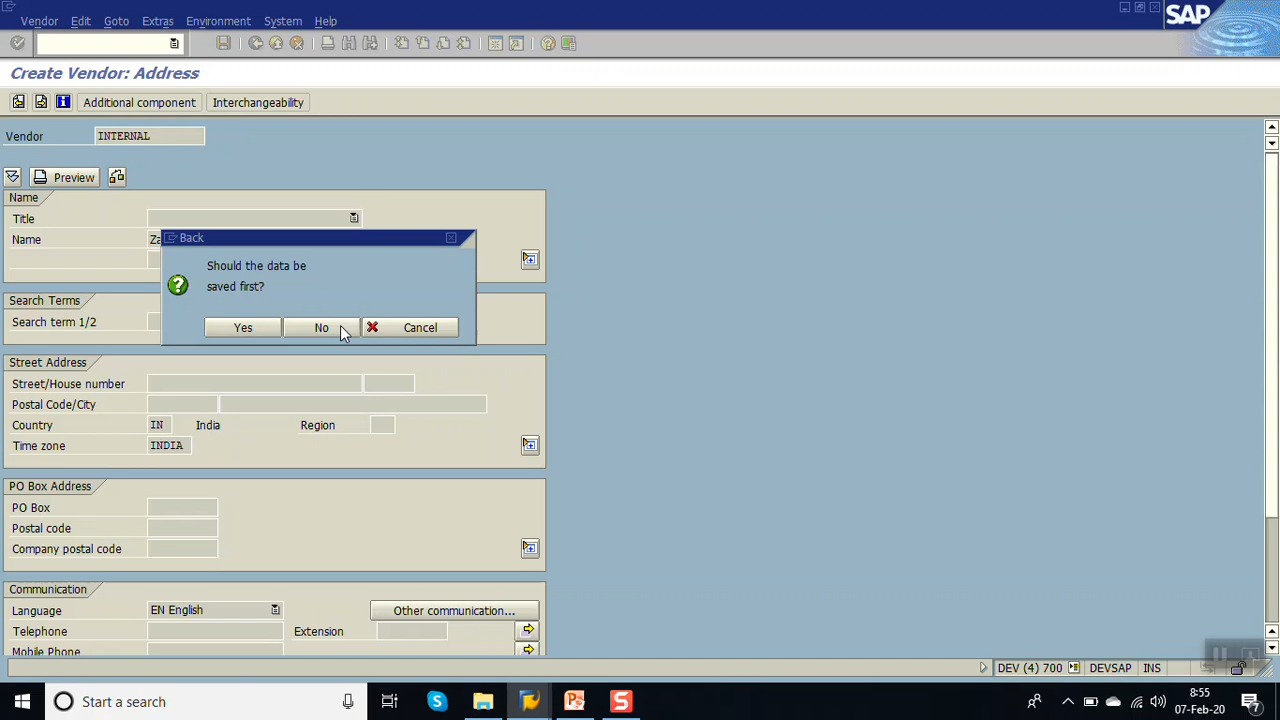 Vendor Edit Goto Extras Environment System Help
SAP
Create Vendor: Address
Additional component Interchangeability
Vendor INTERNAL
Preview
Name
Title
Name Za
Back
Should the data be
saved first?
Yes No Cancel
Search Terms
Search term 1/2
Street Address
Street/House number
Postal Code/City
Country IN India Region
Time zone INDIA
PO Box Address
PO Box
Postal code
Company postal code
Communication
Language EN English Other communication...
Telephone Extension
Mobile Phone
DEV (4) 700 DEVSAP INS
Start a search
8:55
07-Feb-20
7